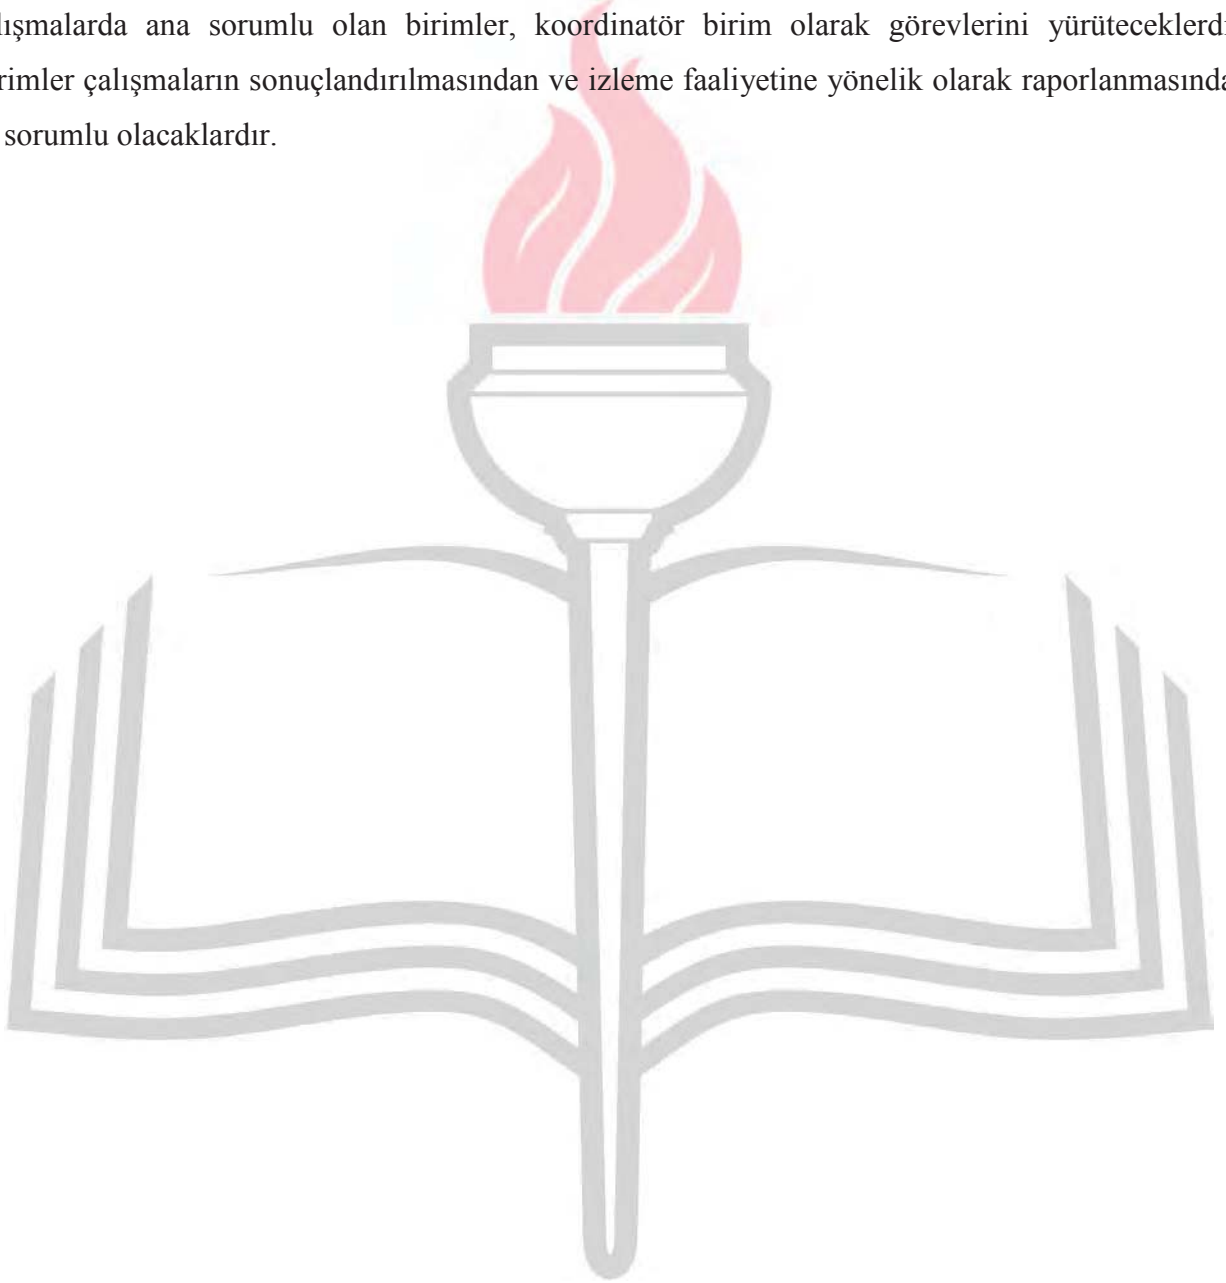 lışmalarda ana sorumlu olan birimler, koordinatör birim olarak görevlerini yürüteceklerdi
rimler çalışmaların sonuçlandırılmasından ve izleme faaliyetine yönelik olarak raporlanmasında
sorumlu olacaklardır.